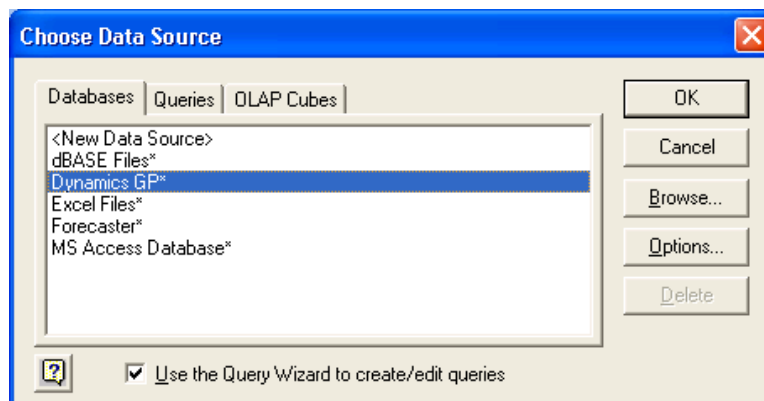 Choose Data Source
Databases Queries OLAP Cubes
<New Data Source>
dBASE Files*
Dynamics GP*
Excel Files*
Forecaster*
MS Access Database*
OK
Cancel
Browse...
Options...
Delete
Use the Query Wizard to create/edit queries